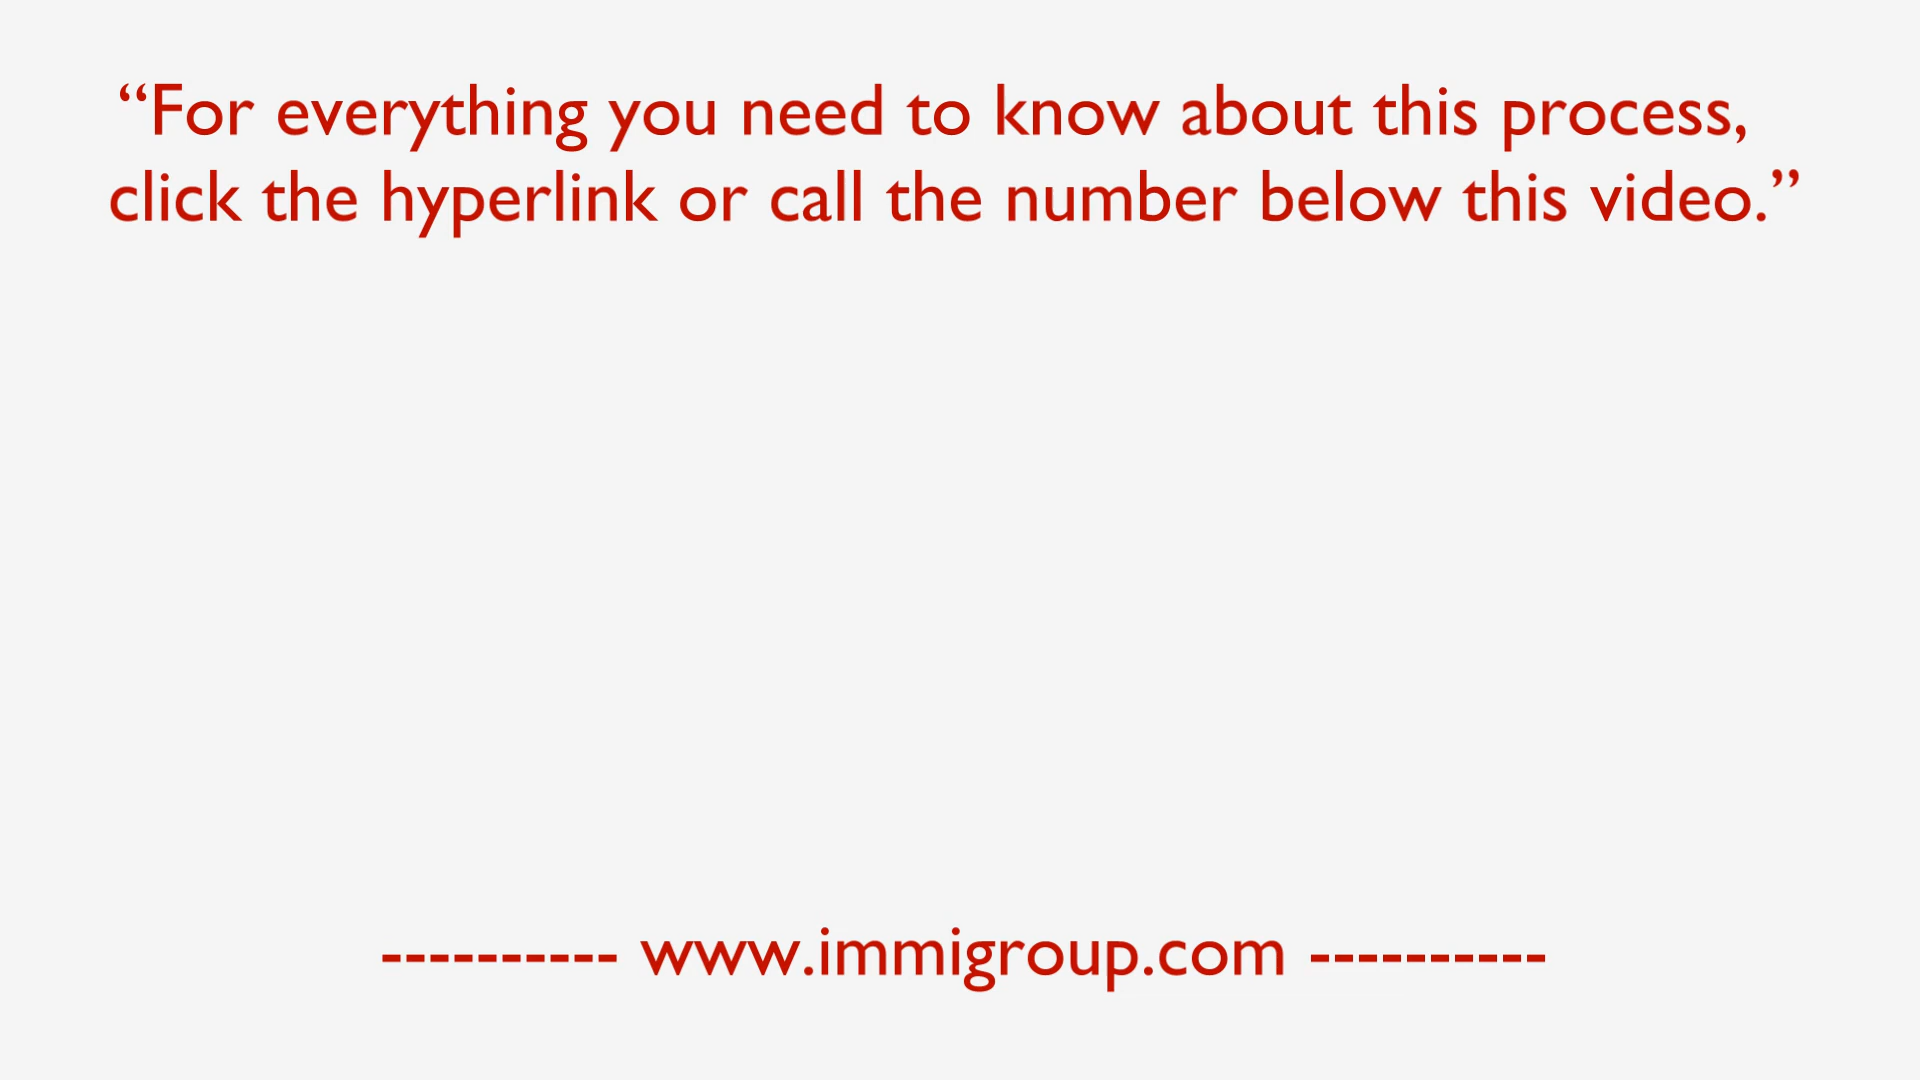 “For everything you need to know about this process,
click the hyperlink or call the number below this video.”
---------- www.immigroup.com ----------